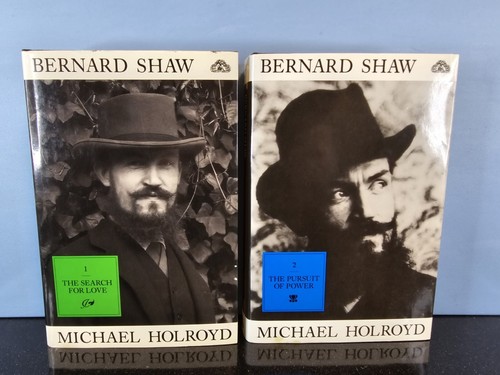 BERNARD SHAW
1
THE SEARCH
FOR LOVE
MICHAEL HOLROYD
BERNARD SHAW
2
THE PURSUIT
OF POWER
MICHAEL HOLROYD